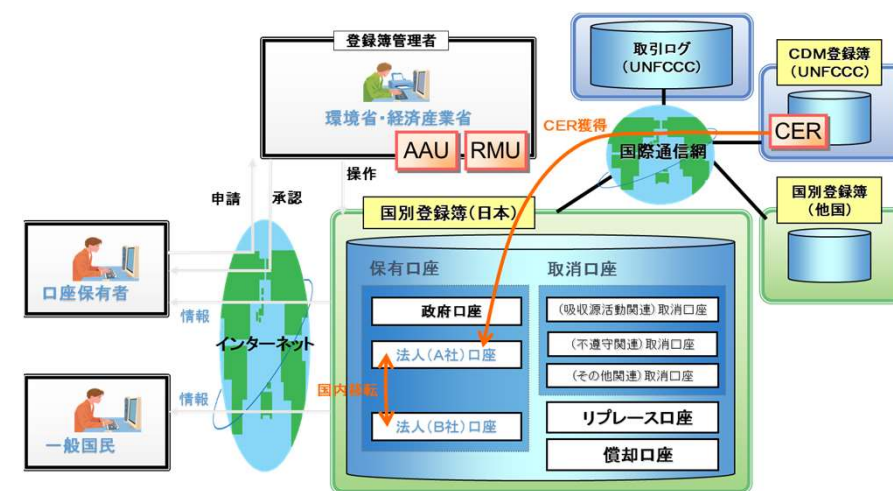 登録簿管理者
環境省・経済産業省
AAU
RMU
取引ログ
(UNFCCC)
CDM登録簿
(UNFCCC)
CER
CER獲得
国際通信網
国別登録簿
(他国)
申請
承認
操作
国別登録簿(日本)
口座保有者
情報
インターネット
情報
一般国民
保有口座
政府口座
法人(A社)口座
国内移転
法人(B社)口座
取消口座
(吸収源活動関連)取消口座
(不遵守関連)取消口座
(その他関連)取消口座
リプレース口座
償却口座